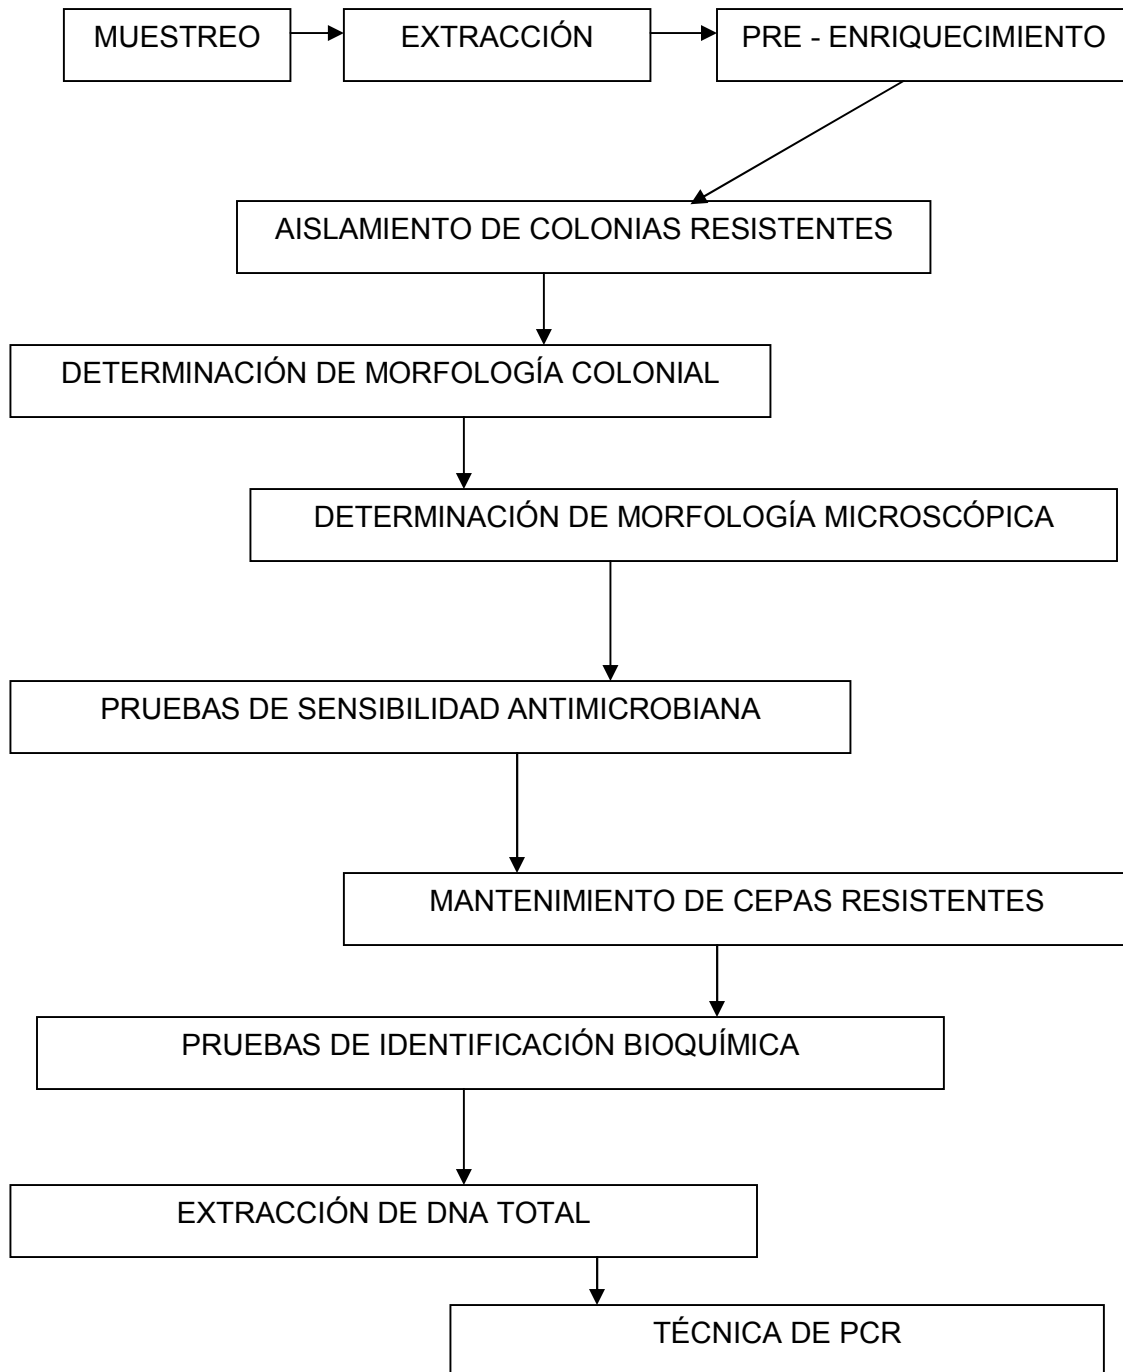 MUESTREO
EXTRACCIÓN
PRE - ENRIQUECIMIENTO
AISLAMIENTO DE COLONIAS RESISTENTES
DETERMINACIÓN DE MORFOLOGÍA COLONIAL
DETERMINACIÓN DE MORFOLOGÍA MICROSCÓPICA
PRUEBAS DE SENSIBILIDAD ANTIMICROBIANA
MANTENIMIENTO DE CEPAS RESISTENTES
PRUEBAS DE IDENTIFICACIÓN BIOQUÍMICA
EXTRACCIÓN DE DNA TOTAL
TÉCNICA DE PCR